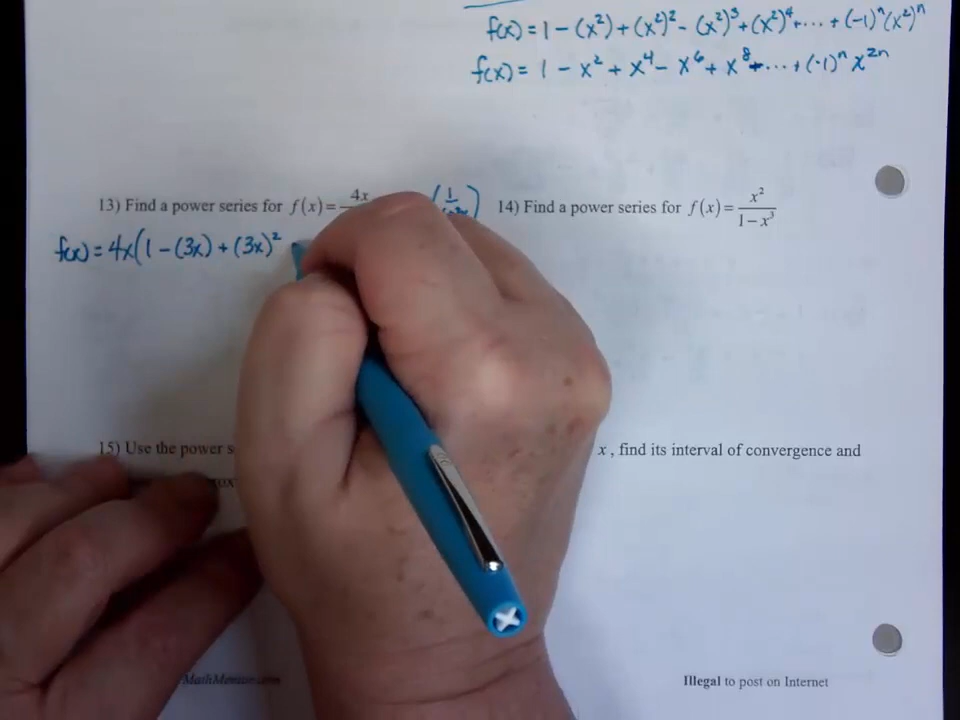 f(x) = 1 - (x²) + (x²)² - (x²)³ + (x²)⁴ + ⋯ + (-1)ⁿ (x²)ⁿ
f(x) = 1 - x² + x⁴ - x⁶ + x⁸ + ⋯ + (-1)ⁿ x²ⁿ
13) Find a power series for f(x) = 4x
14) Find a power series for f(x) = x²/(1-x³)
f(x) = 4x(1 - (3x) + (3x)²
15) Use the power x, find its interval of convergence and
Illegal to post on Internet